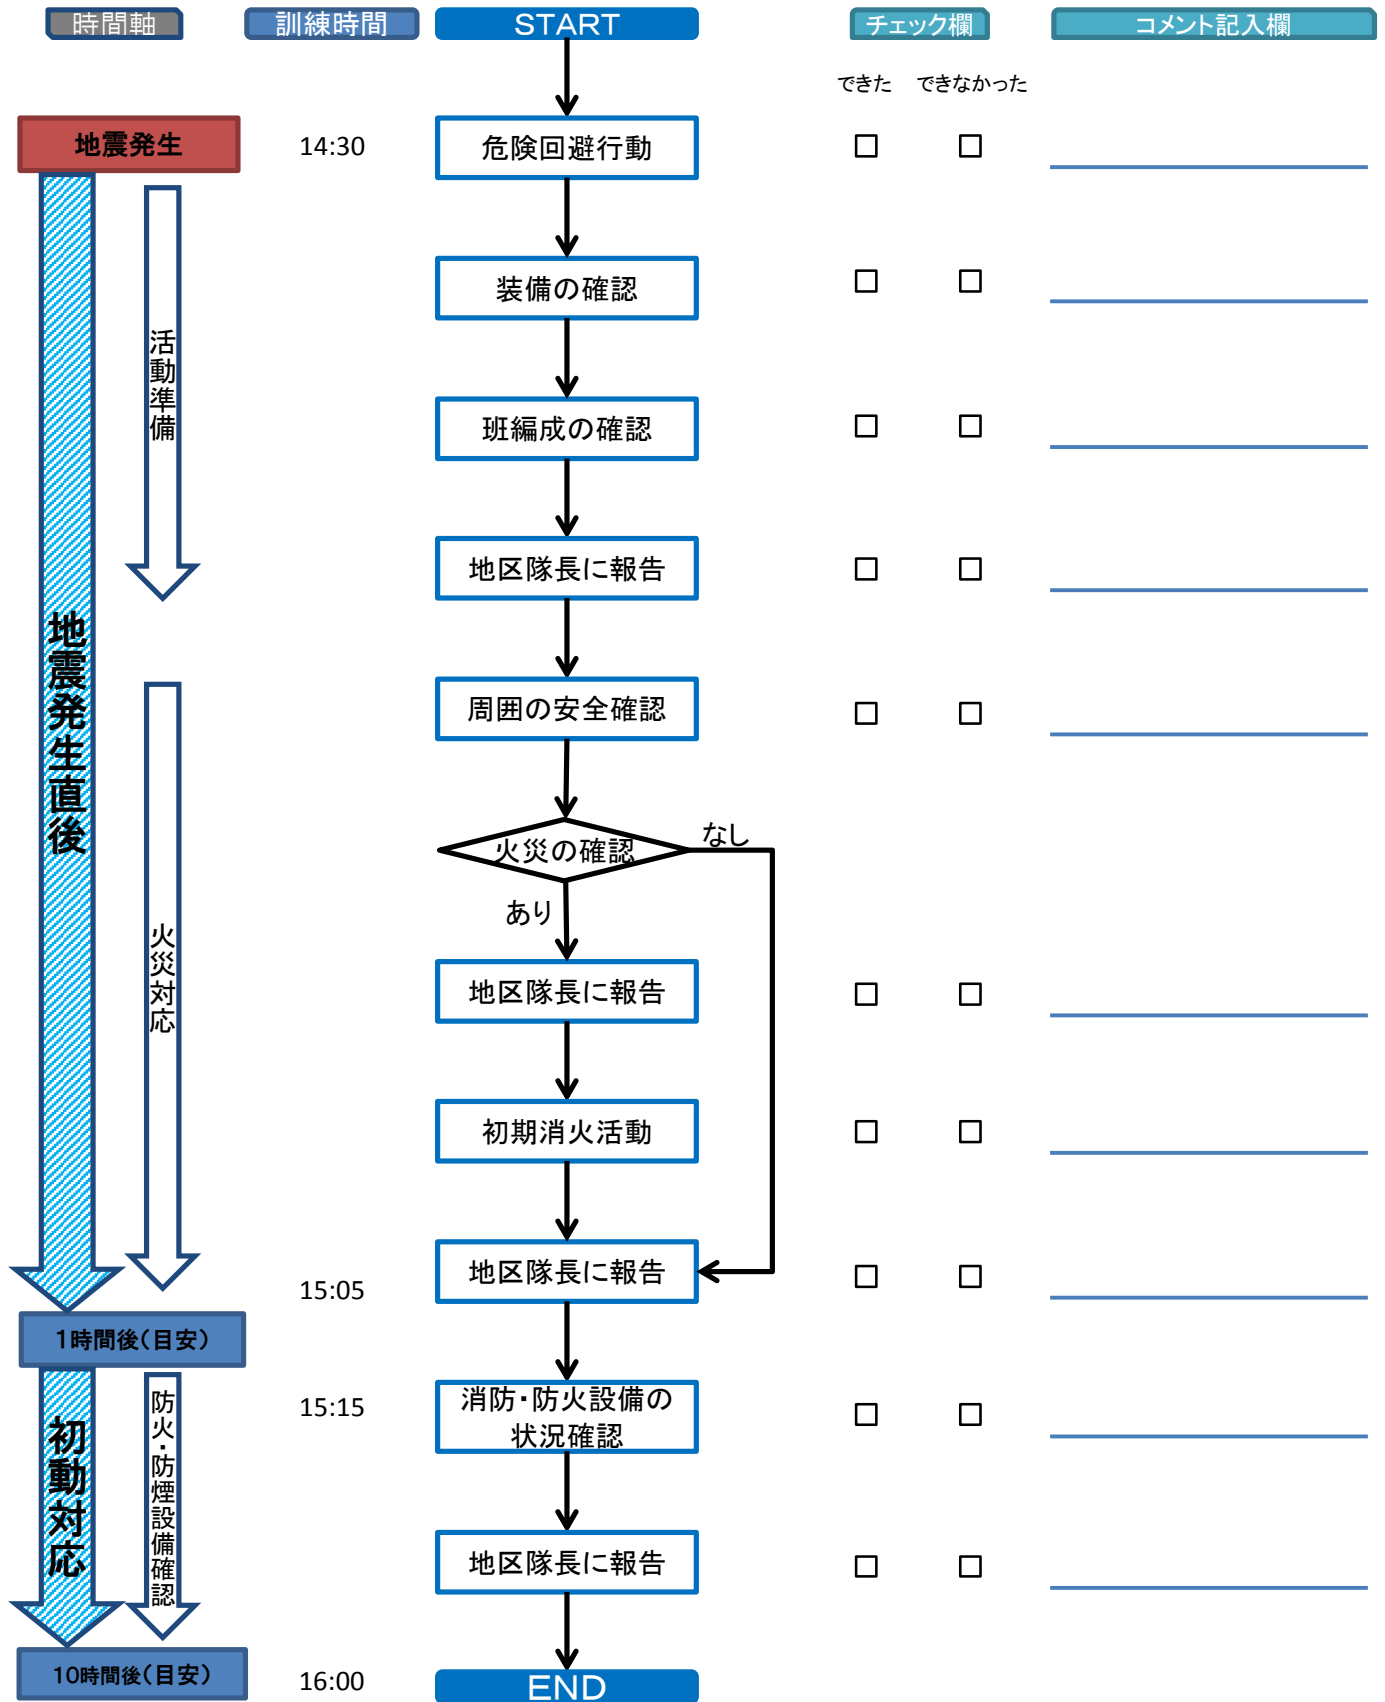 時間軸
訓練時間
START
チェック欄
コメント記入欄
できた
できなかった
地震発生
14:30
危険回避行動
装備の確認
活動準備
班編成の確認
地区隊長に報告
地震発生直後
周囲の安全確認
火災の確認
なし
あり
火災対応
地区隊長に報告
初期消火活動
地区隊長に報告
15:05
1時間後(目安)
初動対応
防火・防煙設備確認
15:15
消防・防火設備の
状況確認
地区隊長に報告
10時間後(目安)
16:00
END